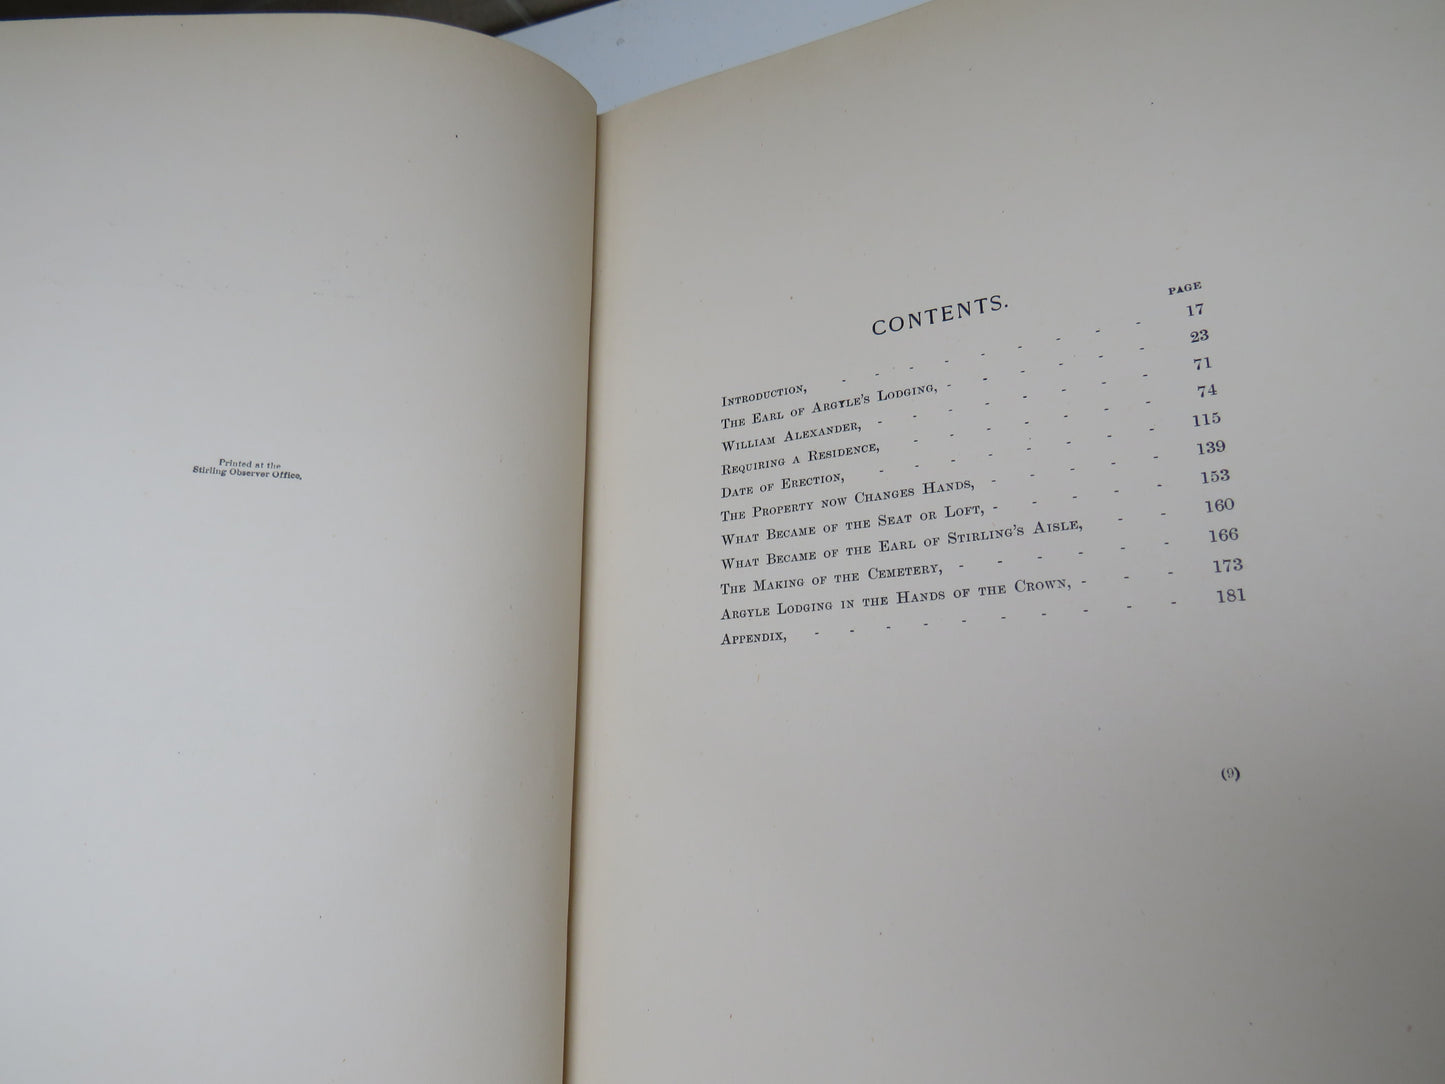 Printed at the
Stirling Observer Office.
CONTENTS.
PAGE
INTRODUCTION, - - - - - - - - - 17
THE EARL OF ARGYLE'S LODGING, - - - - - - 23
WILLIAM ALEXANDER, - - - - - - - - 71
REQUIRING A RESIDENCE, - - - - - - - 74
DATE OF ERECTION, - - - - - - - - 115
THE PROPERTY NOW CHANGES HANDS, - - - - - 139
WHAT BECAME OF THE SEAT OR LOFT, - - - - - 153
WHAT BECAME OF THE EARL OF STIRLING'S AISLE, - - 160
THE MAKING OF THE CEMETERY, - - - - - - 166
ARGYLE LODGING IN THE HANDS OF THE CROWN, - - - 173
APPENDIX, - - - - - - - - - - 181
(9)